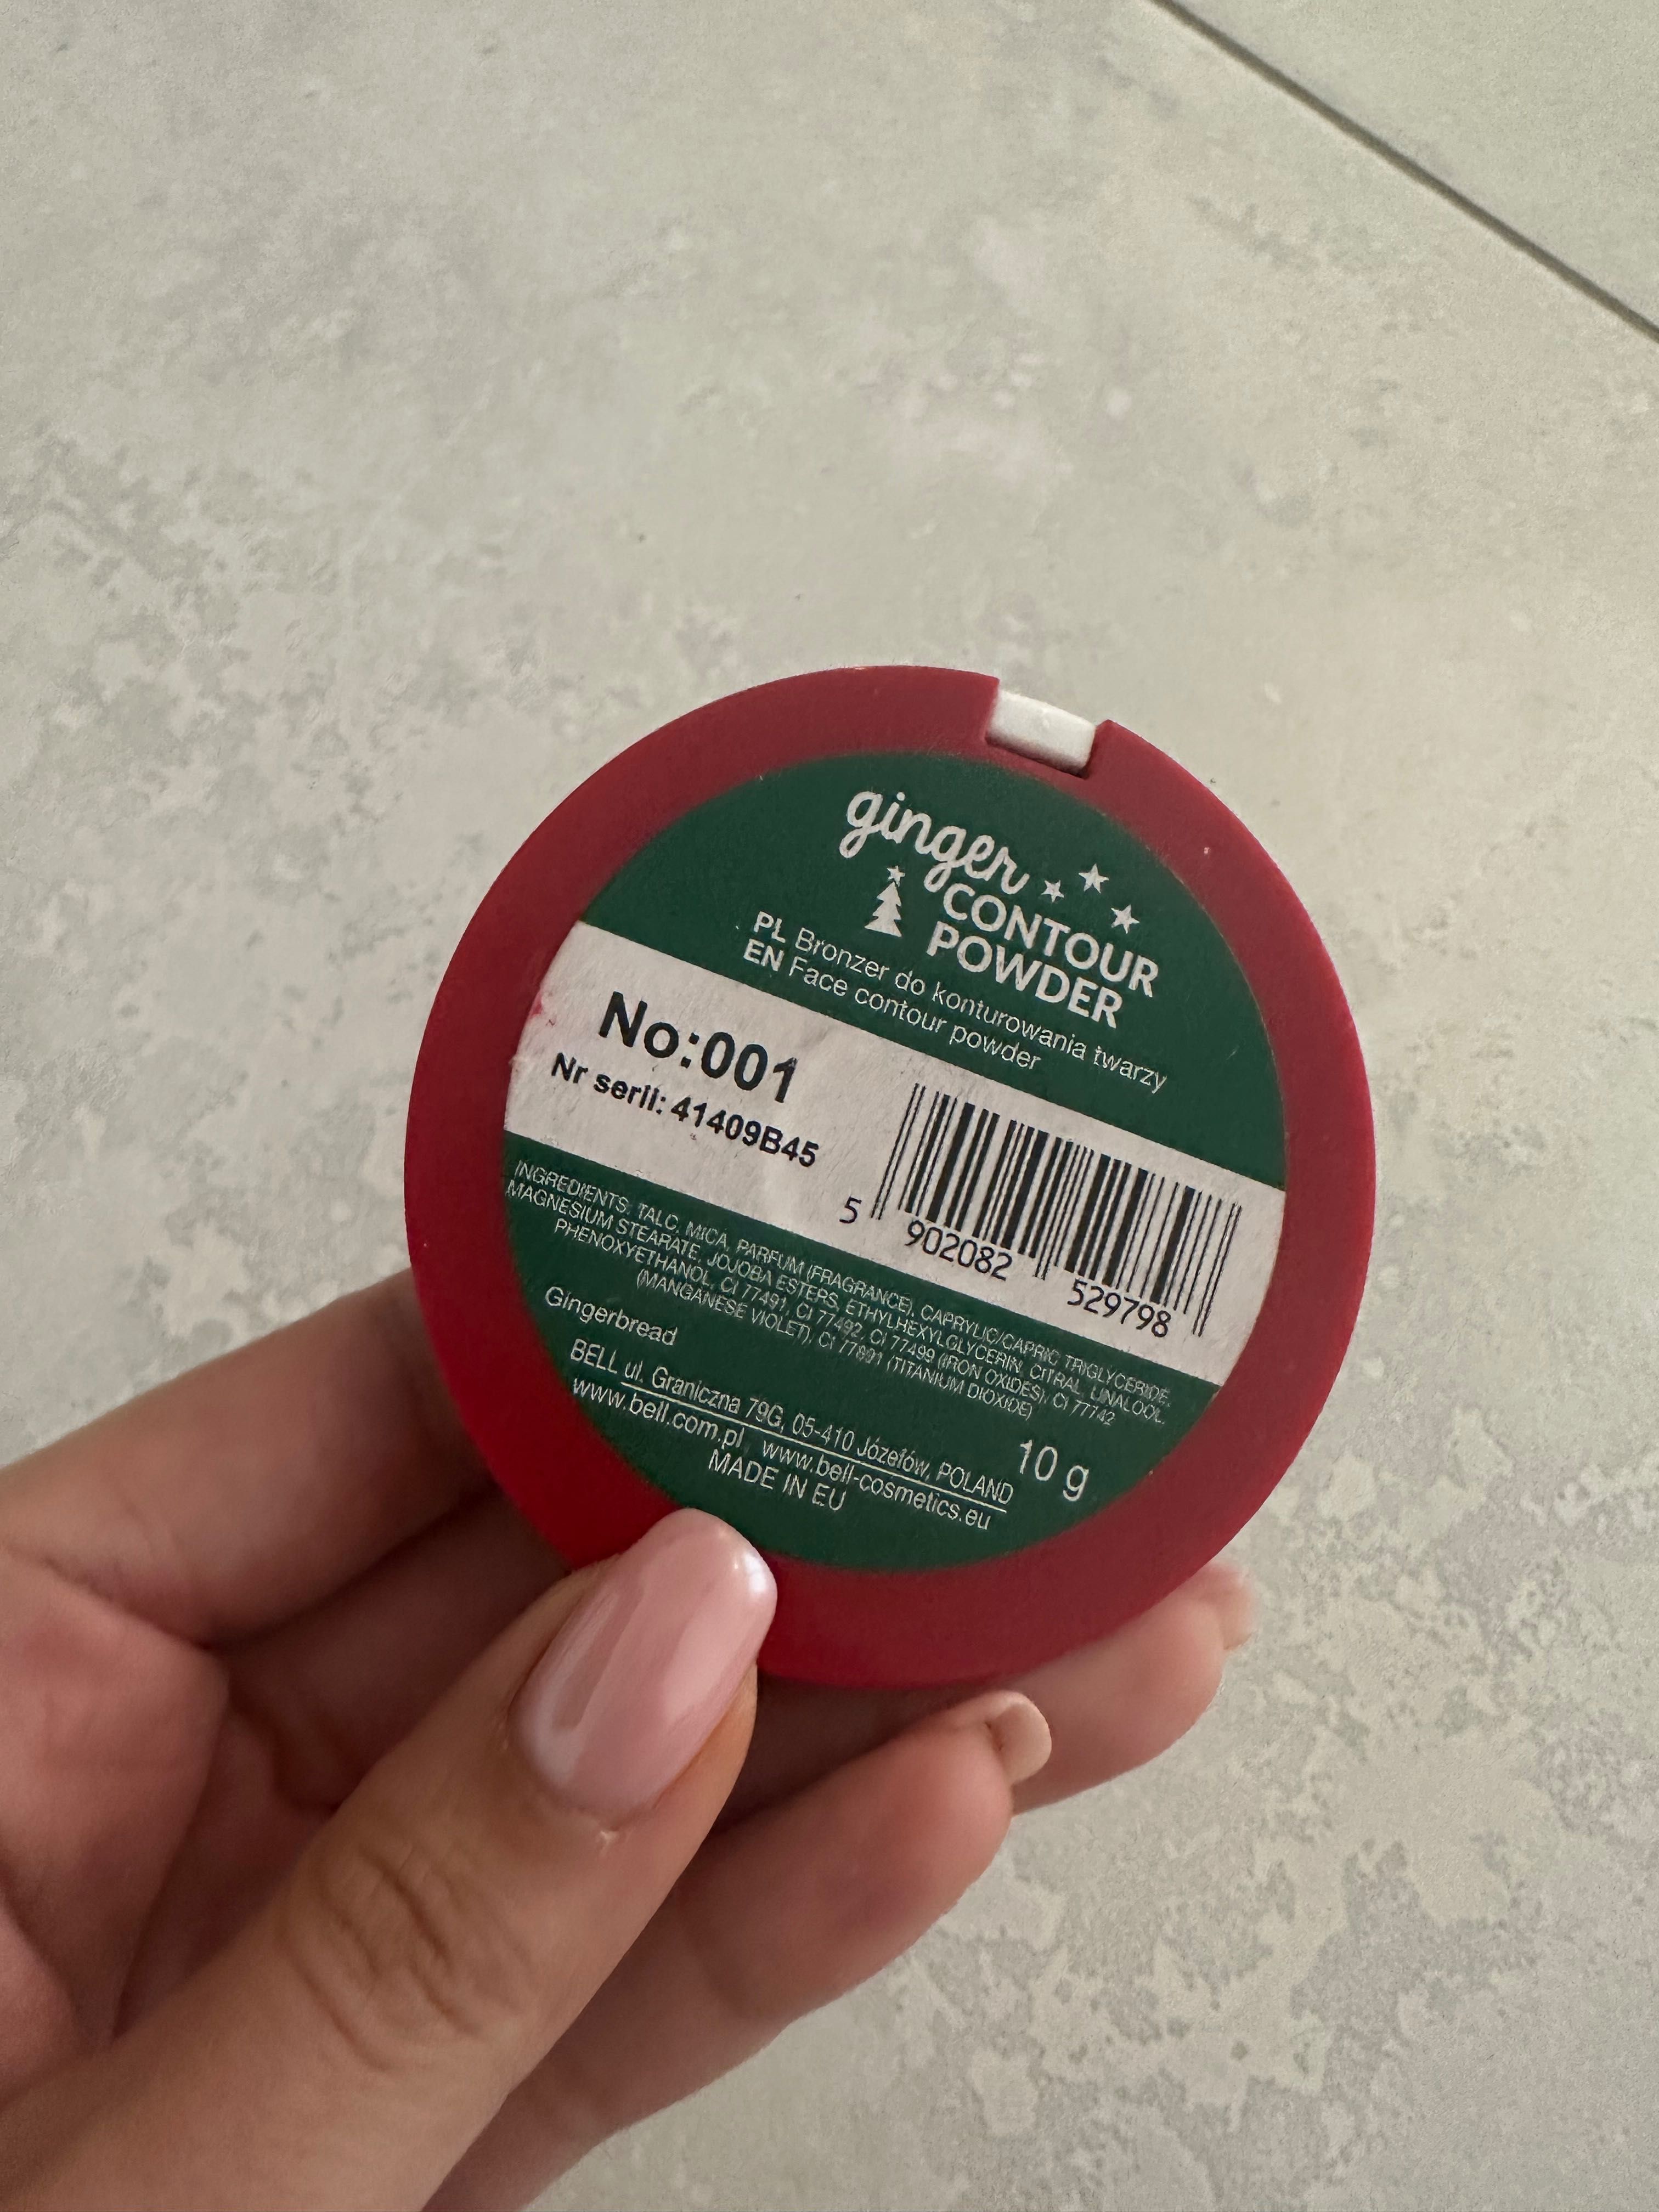 ginger
CONTOUR
POWDER
PL Bronzer do konturowania twarzy
EN Face contour powder
No:001
Nr serii: 41409B45
5 902082 529798
INGREDIENTS: TALC, MICA, PARFUM (FRAGRANCE), CAPRYLIC/CAPRIC TRIGLYCERIDE,
MAGNESIUM STEARATE, JOJOBA ESTERS, ETHYLHEXYLGLYCERIN, CITRAL, LINALOOL,
PHENOXYETHANOL, CI 77491, CI 77492, CI 77499 (IRON OXIDES), CI 77742
(MANGANESE VIOLET), CI 77891 (TITANIUM DIOXIDE)
Gingerbread
BELL ul. Graniczna 79G, 05-410 Józefów, POLAND
www.bell.com.pl www.bell-cosmetics.eu
MADE IN EU
10 g